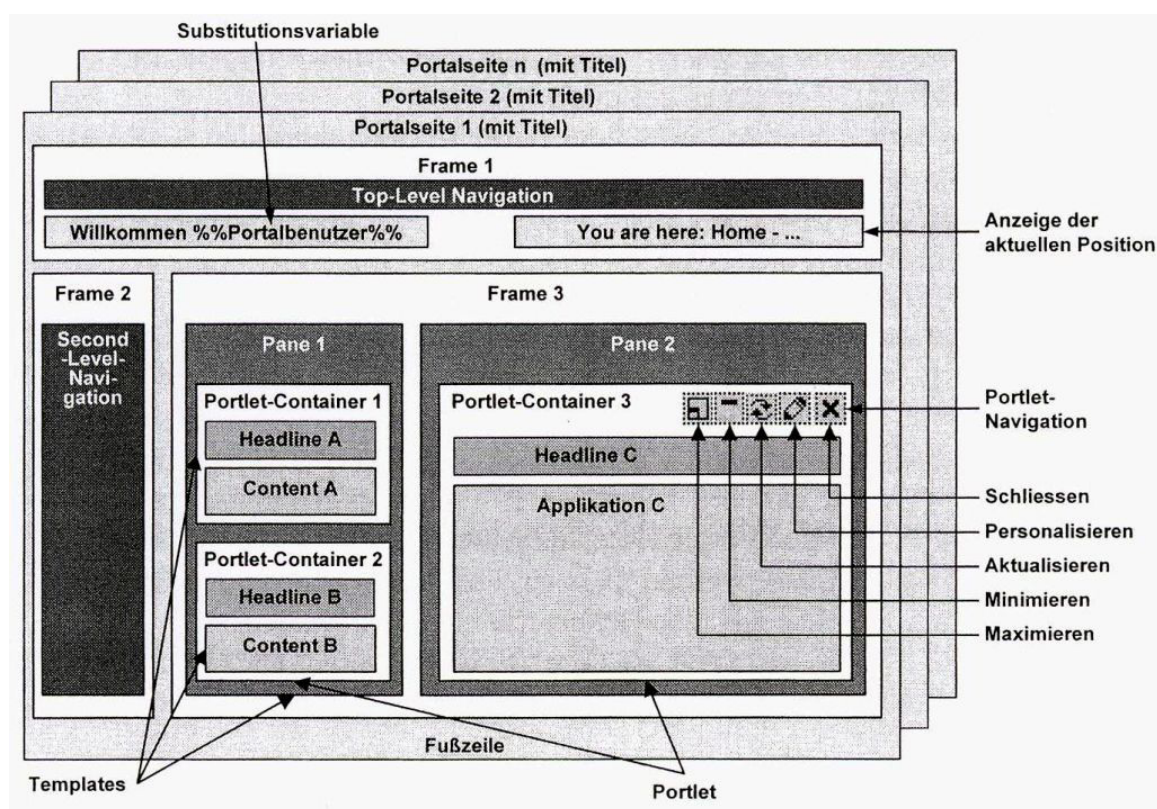 Substitutionsvariable
Portalseite n (mit Titel)
Portalseite 2 (mit Titel)
Portalseite 1 (mit Titel)
Frame 1
Top-Level Navigation
Willkommen %%Portalbenutzer%%
You are here: Home - ...
Anzeige der
aktuellen Position
Frame 2
Second
-Level-
Navi-
gation
Frame 3
Pane 1
Portlet-Container 1
Headline A
Content A
Portlet-Container 2
Headline B
Content B
Pane 2
Portlet-Container 3
Headline C
Applikation C
Portlet-
Navigation
Schliessen
Personalisieren
Aktualisieren
Minimieren
Maximieren
Fußzeile
Templates
Portlet